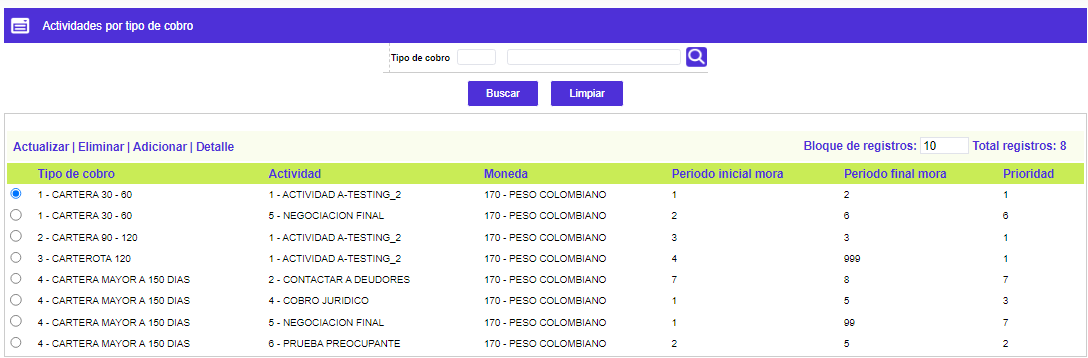 Actividades por tipo de cobro
Tipo de cobro
Buscar Limpiar
Actualizar | Eliminar | Adicionar | Detalle Bloque de registros: 10 Total registros: 8
Tipo de cobro Actividad Moneda Periodo inicial mora Periodo final mora Prioridad
1 - CARTERA 30 - 60 1 - ACTIVIDAD A-TESTING_2 170 - PESO COLOMBIANO 1 2 1
1 - CARTERA 30 - 60 5 - NEGOCIACION FINAL 170 - PESO COLOMBIANO 2 6 6
2 - CARTERA 90 - 120 1 - ACTIVIDAD A-TESTING_2 170 - PESO COLOMBIANO 3 3 1
3 - CARTEROTA 120 1 - ACTIVIDAD A-TESTING_2 170 - PESO COLOMBIANO 4 999 1
4 - CARTERA MAYOR A 150 DIAS 2 - CONTACTAR A DEUDORES 170 - PESO COLOMBIANO 7 8 7
4 - CARTERA MAYOR A 150 DIAS 4 - COBRO JURIDICO 170 - PESO COLOMBIANO 1 5 3
4 - CARTERA MAYOR A 150 DIAS 5 - NEGOCIACION FINAL 170 - PESO COLOMBIANO 1 99 7
4 - CARTERA MAYOR A 150 DIAS 6 - PRUEBA PREOCUPANTE 170 - PESO COLOMBIANO 2 5 2